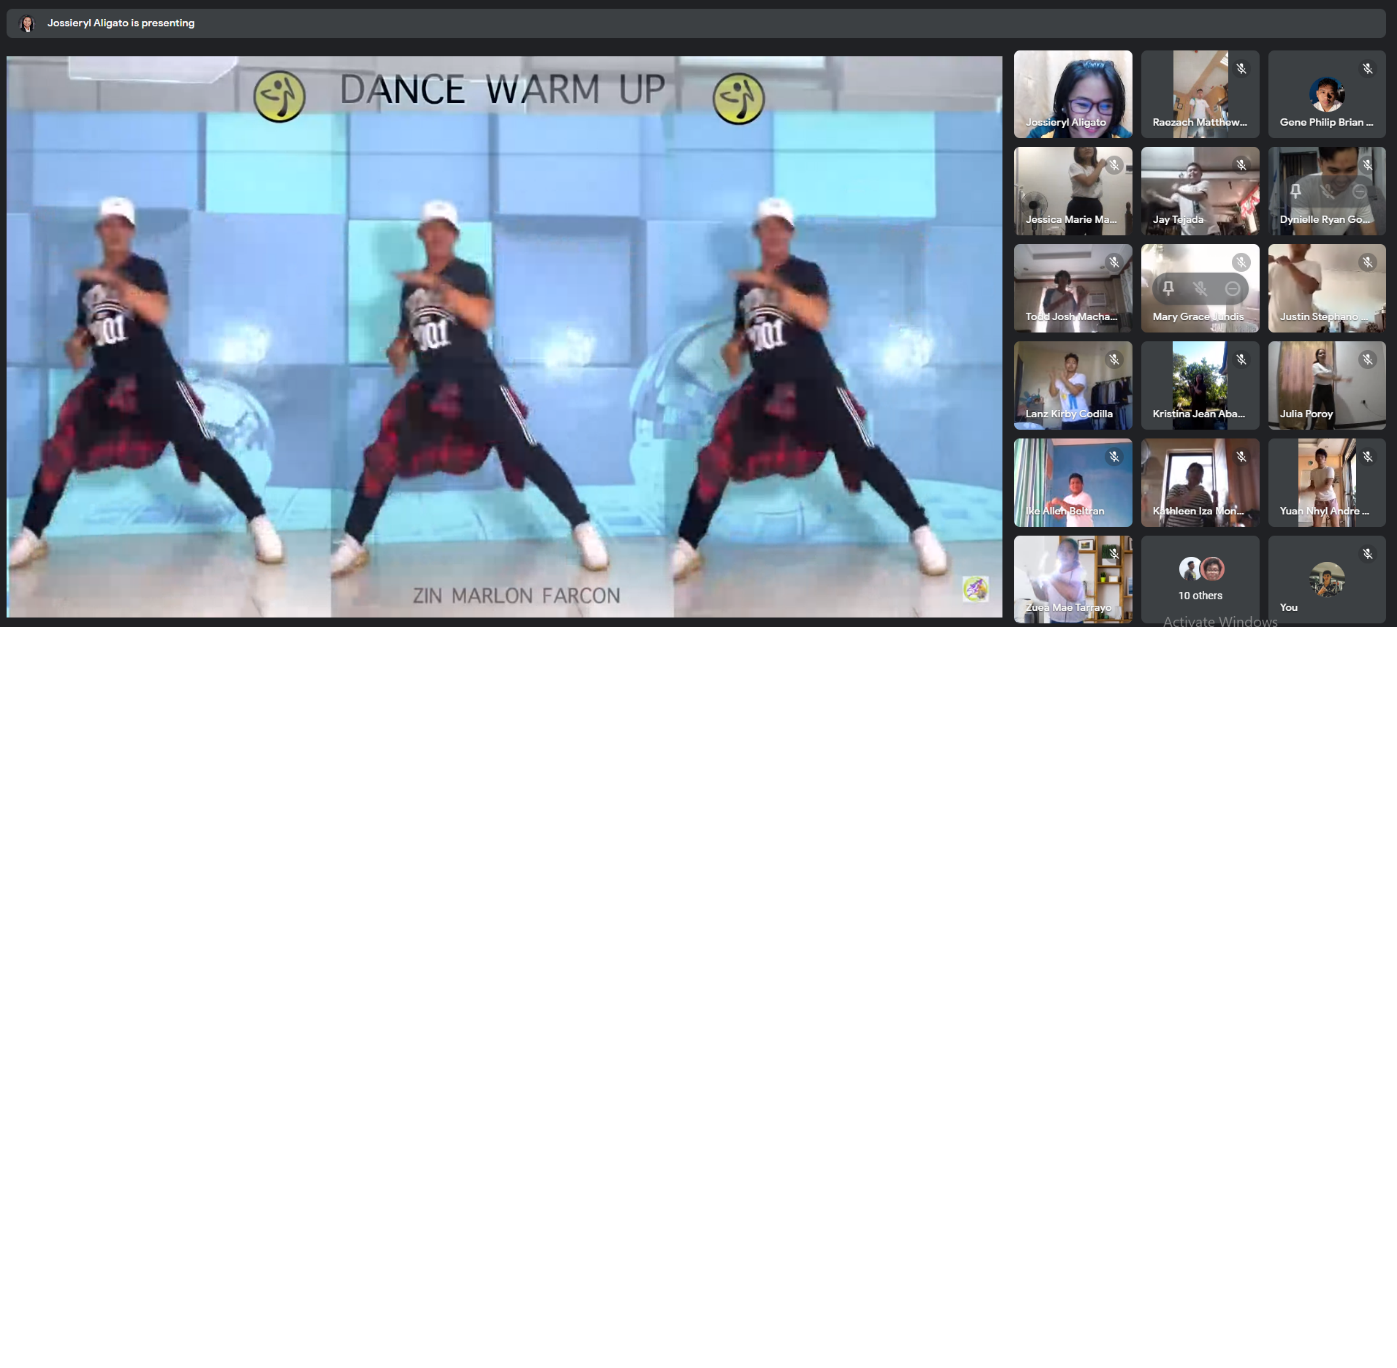 Jossieryl Aligato is presenting
DANCE WARM UP
ZIN MARLON FARCON
Jossieryl Aligato
Raezach Matthew...
Gene Philip Brian ...
Jessica Marie Ma...
Jay Tejada
Dynielle Ryan Go...
Todd Josh Macha...
Mary Grace Jundis
Justin Stephano ...
Lanz Kirby Codilla
Kristina Jean Aba...
Julia Poroy
Ike Allen Beltran
Kathleen Iza Mon...
Yuan Nhyl Andre ...
Zuea Mae Tarrayo
10 others
You
Activate Windows